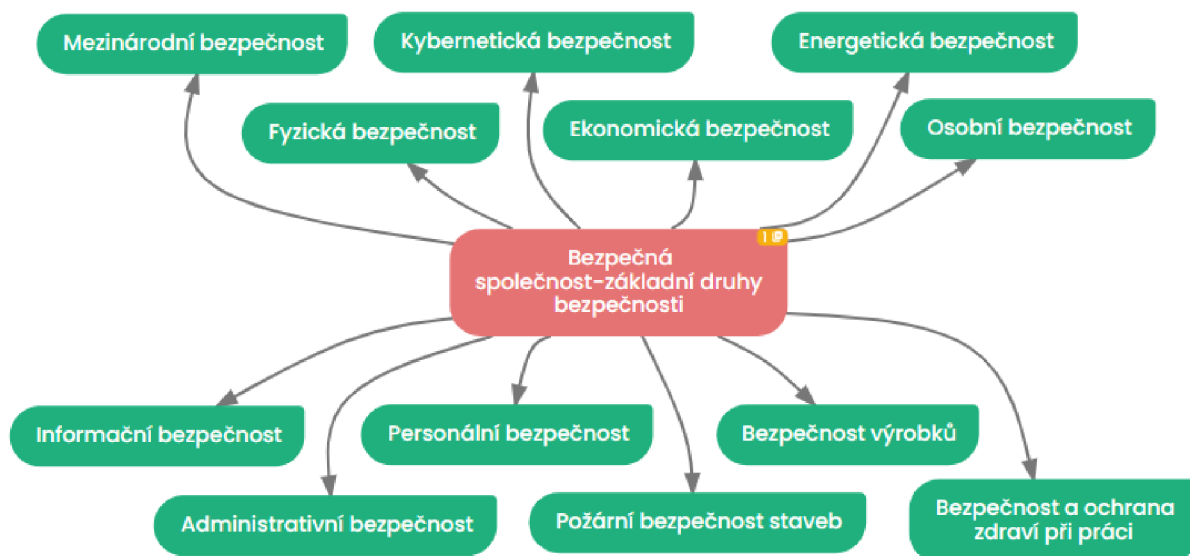 Mezinárodní bezpečnost
Kybernetická bezpečnost
Energetická bezpečnost
Fyzická bezpečnost
Ekonomická bezpečnost
Osobní bezpečnost
Bezpečná
společnost-základní druhy
bezpečnosti
1
Informační bezpečnost
Personální bezpečnost
Bezpečnost výrobků
Administrativní bezpečnost
Požární bezpečnost staveb
Bezpečnost a ochrana
zdraví při práci